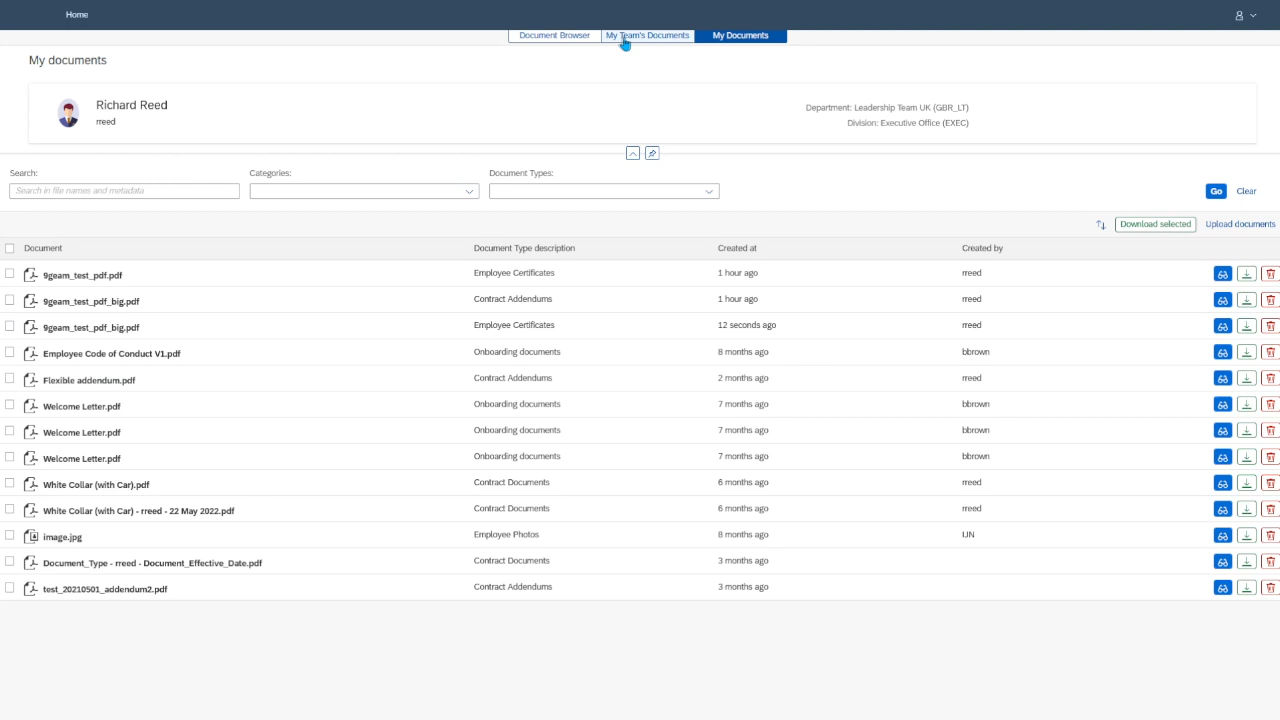 Home
Document Browser My Team's Documents My Documents
My documents
Richard Reed
rreed
Department: Leadership Team UK (GBR_LT)
Division: Executive Office (EXEC)
Search: Categories: Document Types:
Search in file names and metadata
Go Clear
Download selected Upload documents
Document Document Type description Created at Created by
9geam_test_pdf.pdf Employee Certificates 1 hour ago rreed
9geam_test_pdf_big.pdf Contract Addendums 1 hour ago rreed
9geam_test_pdf_big.pdf Employee Certificates 12 seconds ago rreed
Employee Code of Conduct V1.pdf Onboarding documents 8 months ago bbrown
Flexible addendum.pdf Contract Addendums 2 months ago rreed
Welcome Letter.pdf Onboarding documents 7 months ago bbrown
Welcome Letter.pdf Onboarding documents 7 months ago bbrown
Welcome Letter.pdf Onboarding documents 7 months ago bbrown
White Collar (with Car).pdf Contract Documents 6 months ago rreed
White Collar (with Car) - rreed - 22 May 2022.pdf Contract Documents 6 months ago rreed
image.jpg Employee Photos 8 months ago IJN
Document_Type - rreed - Document_Effective_Date.pdf Contract Documents 3 months ago
test_20210501_addendum2.pdf Contract Addendums 3 months ago